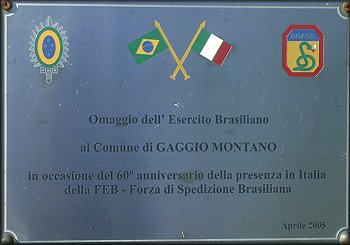 BRASIL
Omaggio dell' Esercito Brasiliano
al Comune di GAGGIO MONTANO
in occasione del 60º anniversario della presenza in Italia
della FEB - Forza di Spedizione Brasiliana
Aprile 2005